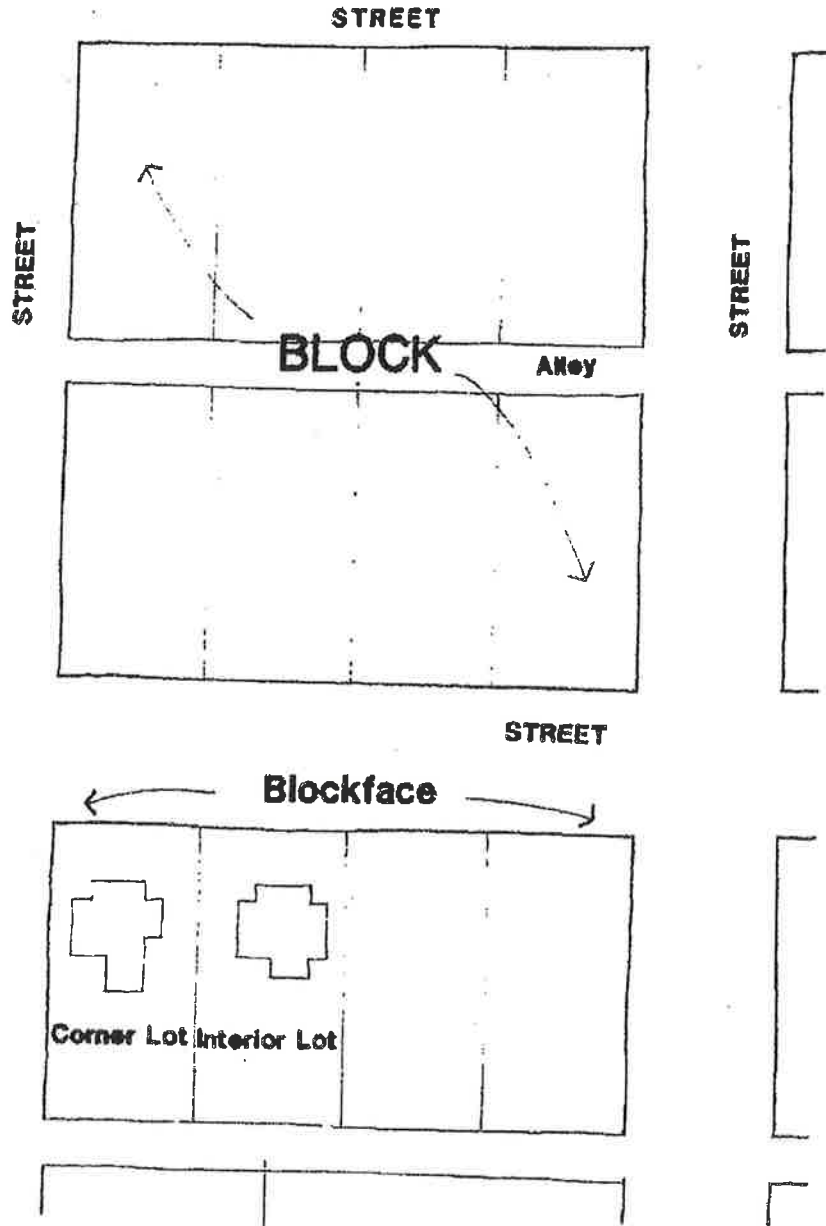 STREET
STREET
STREET
BLOCK
Alley
STREET
Blockface
Corner Lot
Interior Lot